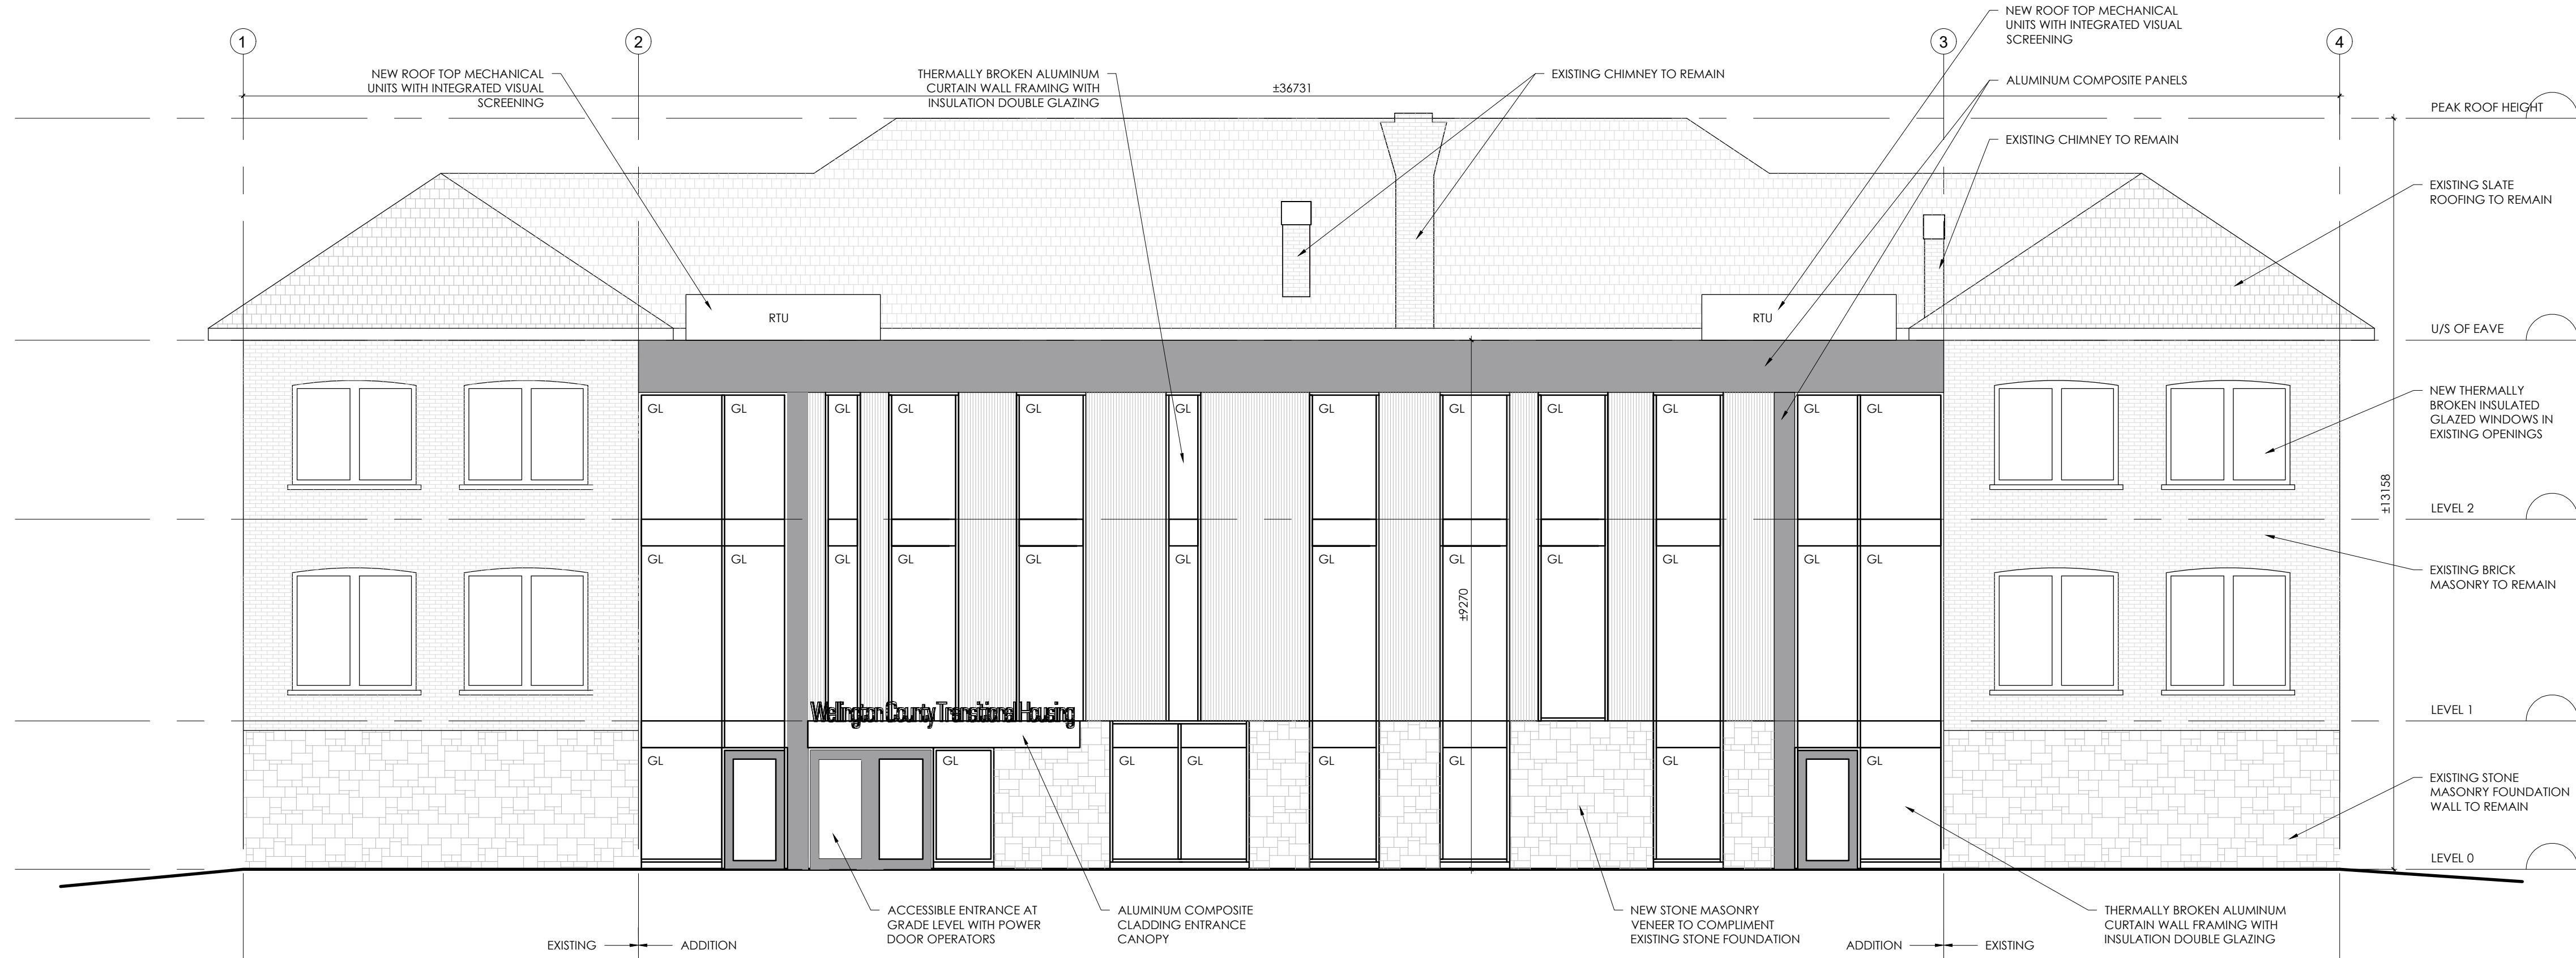 1
2
3
4
NEW ROOF TOP MECHANICAL
UNITS WITH INTEGRATED VISUAL
SCREENING
THERMALLY BROKEN ALUMINUM
CURTAIN WALL FRAMING WITH
INSULATION DOUBLE GLAZING
EXISTING CHIMNEY TO REMAIN
NEW ROOF TOP MECHANICAL
UNITS WITH INTEGRATED VISUAL
SCREENING
ALUMINUM COMPOSITE PANELS
±36731
PEAK ROOF HEIGHT
EXISTING CHIMNEY TO REMAIN
EXISTING SLATE
ROOFING TO REMAIN
RTU
RTU
U/S OF EAVE
NEW THERMALLY
BROKEN INSULATED
GLAZED WINDOWS IN
EXISTING OPENINGS
GL GL GL GL GL GL GL GL GL GL GL GL
±13158
LEVEL 2
GL GL GL GL GL GL GL GL GL GL GL GL
EXISTING BRICK
MASONRY TO REMAIN
±9270
Wellington County Transitional Housing
LEVEL 1
GL GL GL GL GL GL GL GL
EXISTING STONE
MASONRY FOUNDATION
WALL TO REMAIN
LEVEL 0
ACCESSIBLE ENTRANCE AT
GRADE LEVEL WITH POWER
DOOR OPERATORS
ALUMINUM COMPOSITE
CLADDING ENTRANCE
CANOPY
NEW STONE MASONRY
VENEER TO COMPLIMENT
EXISTING STONE FOUNDATION
THERMALLY BROKEN ALUMINUM
CURTAIN WALL FRAMING WITH
INSULATION DOUBLE GLAZING
EXISTING ADDITION
ADDITION EXISTING